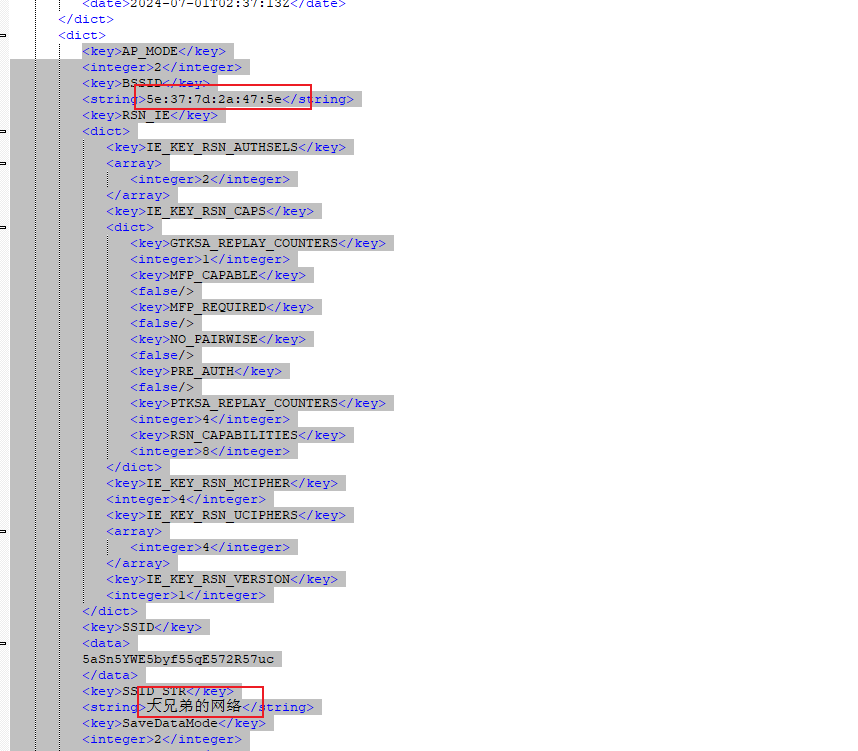 <date>2024-07-01T02:37:13Z</date>
</dict>
<dict>
<key>AP_MODE</key>
<integer>2</integer>
<key>BSSID</key>
<string>5e:37:7d:2a:47:5e</string>
<key>RSN_IE</key>
<dict>
<key>IE_KEY_RSN_AUTHSELS</key>
<array>
<integer>2</integer>
</array>
<key>IE_KEY_RSN_CAPS</key>
<dict>
<key>GTKSA_REPLAY_COUNTERS</key>
<integer>1</integer>
<key>MFP_CAPABLE</key>
<false/>
<key>MFP_REQUIRED</key>
<false/>
<key>NO_PAIRWISE</key>
<false/>
<key>PRE_AUTH</key>
<false/>
<key>PTKSA_REPLAY_COUNTERS</key>
<integer>4</integer>
<key>RSN_CAPABILITIES</key>
<integer>8</integer>
</dict>
<key>IE_KEY_RSN_MCIPHER</key>
<integer>4</integer>
<key>IE_KEY_RSN_UCIPHERS</key>
<array>
<integer>4</integer>
</array>
<key>IE_KEY_RSN_VERSION</key>
<integer>1</integer>
</dict>
<key>SSID</key>
<data>
5aSn5YWE5byf55qE572R57uc
</data>
<key>SSID_STR</key>
<string>大兄弟的网络</string>
<key>SaveDataMode</key>
<integer>2</integer>